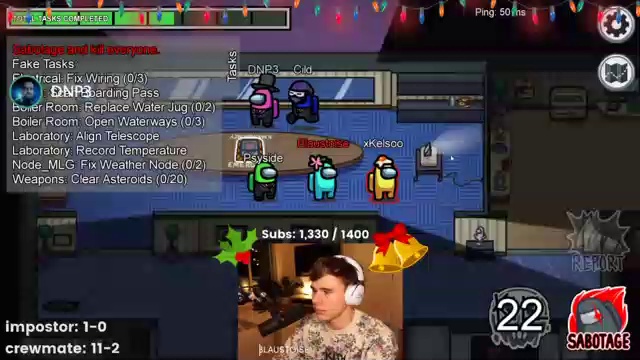 TOTAL TASKS COMPLETED
Ping: 50 ms
Sabotage and kill everyone.
Fake Tasks
Electrical: Fix Wiring (0/3)
DNP3
Boarding Pass
Boiler Room: Replace Water Jug (0/2)
Boiler Room: Open Waterways (0/3)
Laboratory: Align Telescope
Laboratory: Record Temperature
Node_MLG: Fix Weather Node (0/2)
Weapons: Clear Asteroids (0/20)
Tasks
DNP3
Cild
Psyside
Blaustoise
xKelsoo
Subs: 1,330 / 1400
REPORT
22
SABOTAGE
BLAUSTOISE
impostor: 1-0
crewmate: 11-2